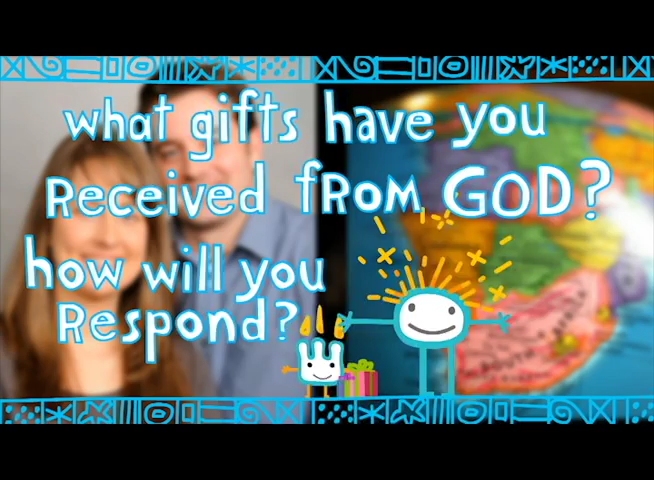 what gifts have you
Received fRoM GOD?
how will you
Respond?